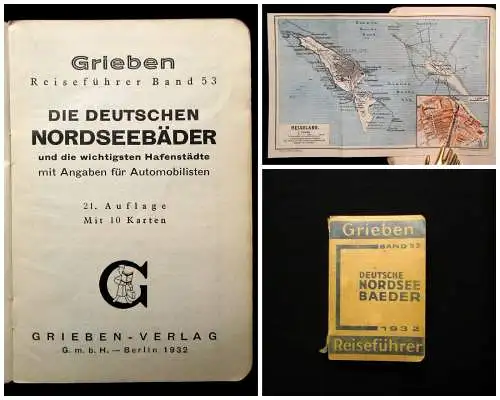 Grieben
Reiseführer Band 53
DIE DEUTSCHEN
NORDSEEBÄDER
und die wichtigsten Hafenstädte
mit Angaben für Automobilisten
21. Auflage
Mit 10 Karten
G
GRIEBEN-VERLAG
G. m. b. H. — Berlin 1932
HELGOLAND
Grieben
BAND 53
DEUTSCHE
NORDSEE
BAEDER
1932
Reiseführer